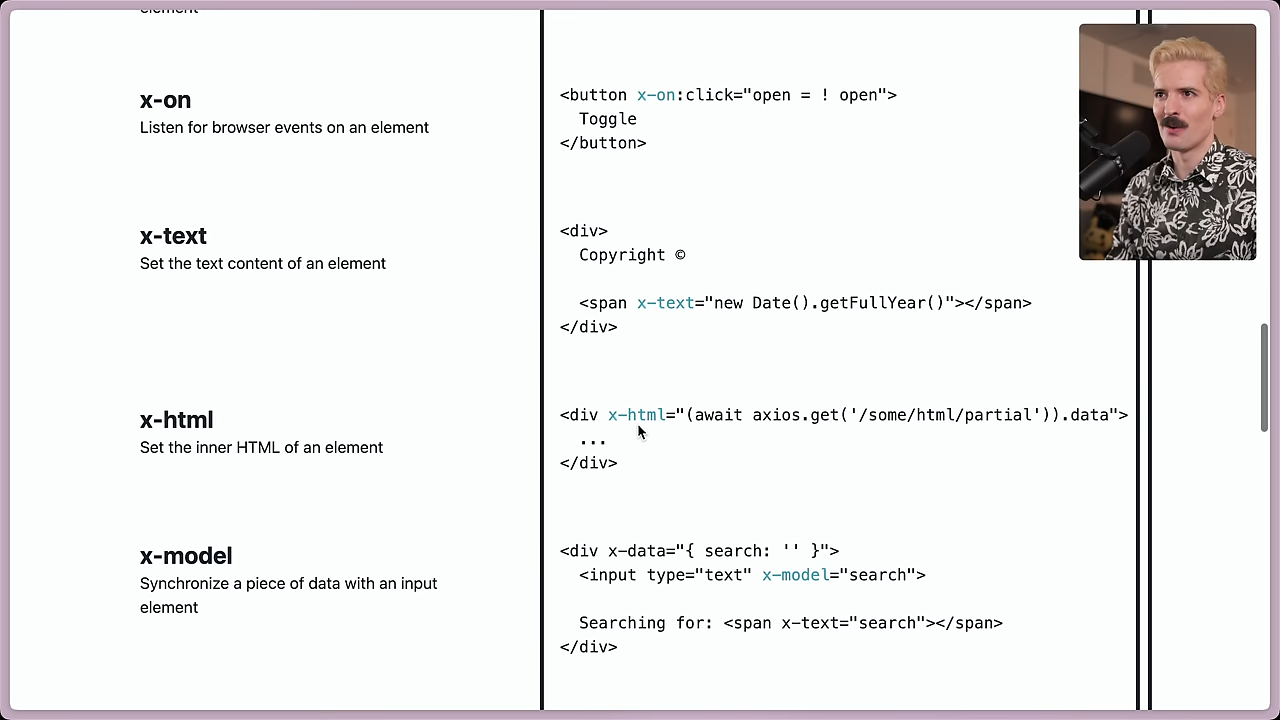 element
x-on
Listen for browser events on an element
<button x-on:click="open = ! open">
Toggle
</button>
x-text
Set the text content of an element
<div>
Copyright ©
<span x-text="new Date().getFullYear()"></span>
</div>
x-html
Set the inner HTML of an element
<div x-html="(await axios.get('/some/html/partial')).data">
...
</div>
x-model
Synchronize a piece of data with an input
element
<div x-data="{ search: '' }">
<input type="text" x-model="search">
Searching for: <span x-text="search"></span>
</div>